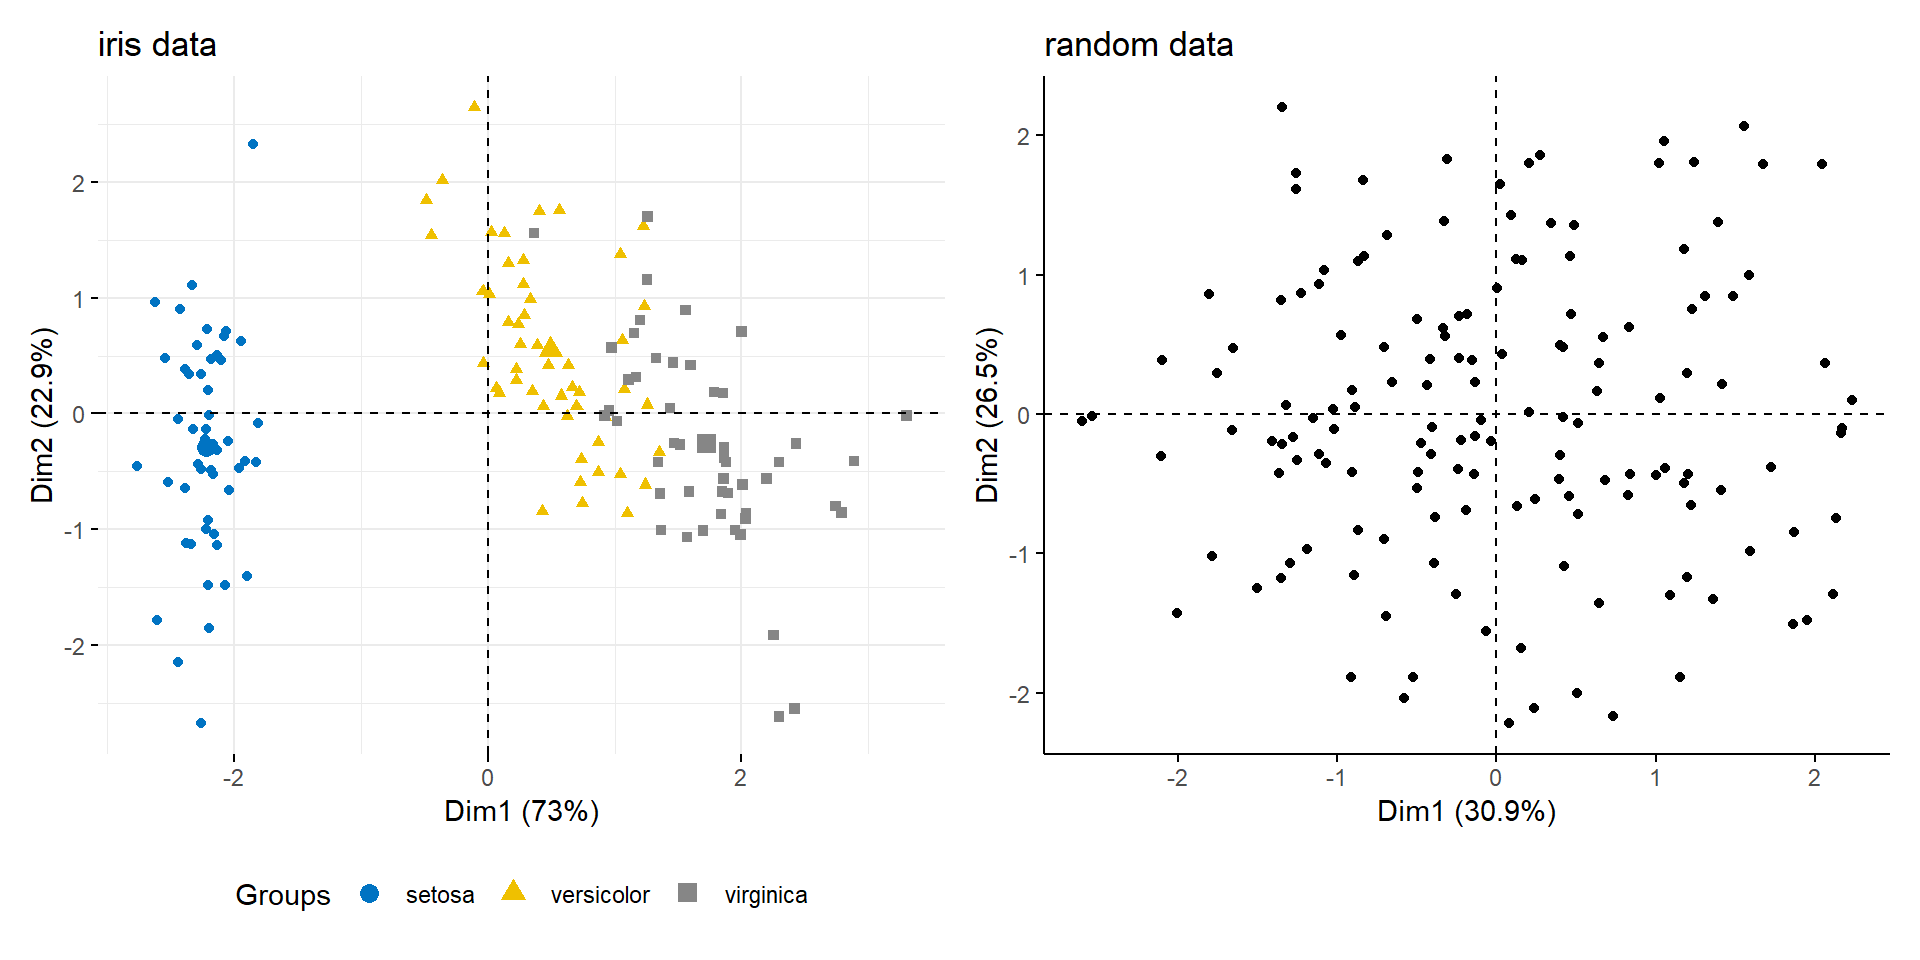 iris data
Dim2 (22.9%)
2
1
0
-1
-2
-2
0
2
Dim1 (73%)
Groups
setosa
versicolor
virginica
random data
Dim2 (26.5%)
2
1
0
-1
-2
-2
-1
0
1
2
Dim1 (30.9%)